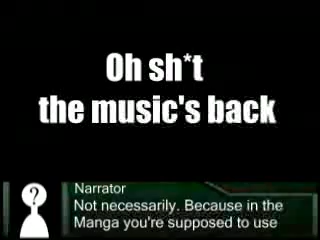 Oh sh*t
the music's back
?
Narrator
Not necessarily. Because in the
Manga you're supposed to use